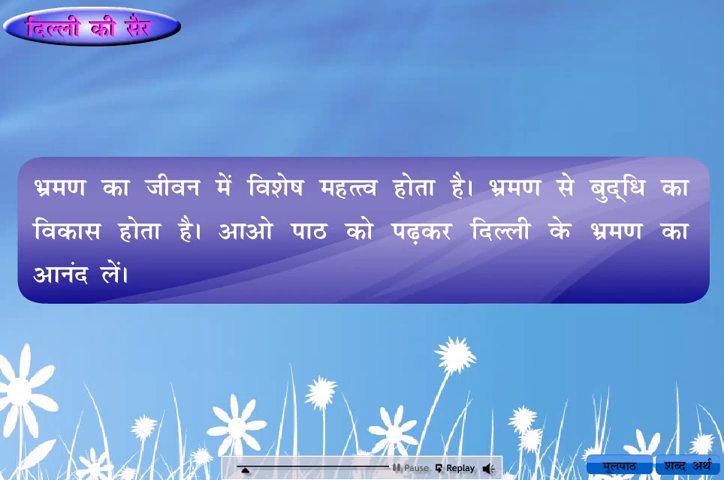 दिल्ली की सैर
भ्रमण का जीवन में विशेष महत्त्व होता है। भ्रमण से बुद्‌धि का
विकास होता है। आओ पाठ को पढ़कर दिल्ली के भ्रमण का
आनंद लें।
Pause Replay
मूलपाठ शब्द अर्थ